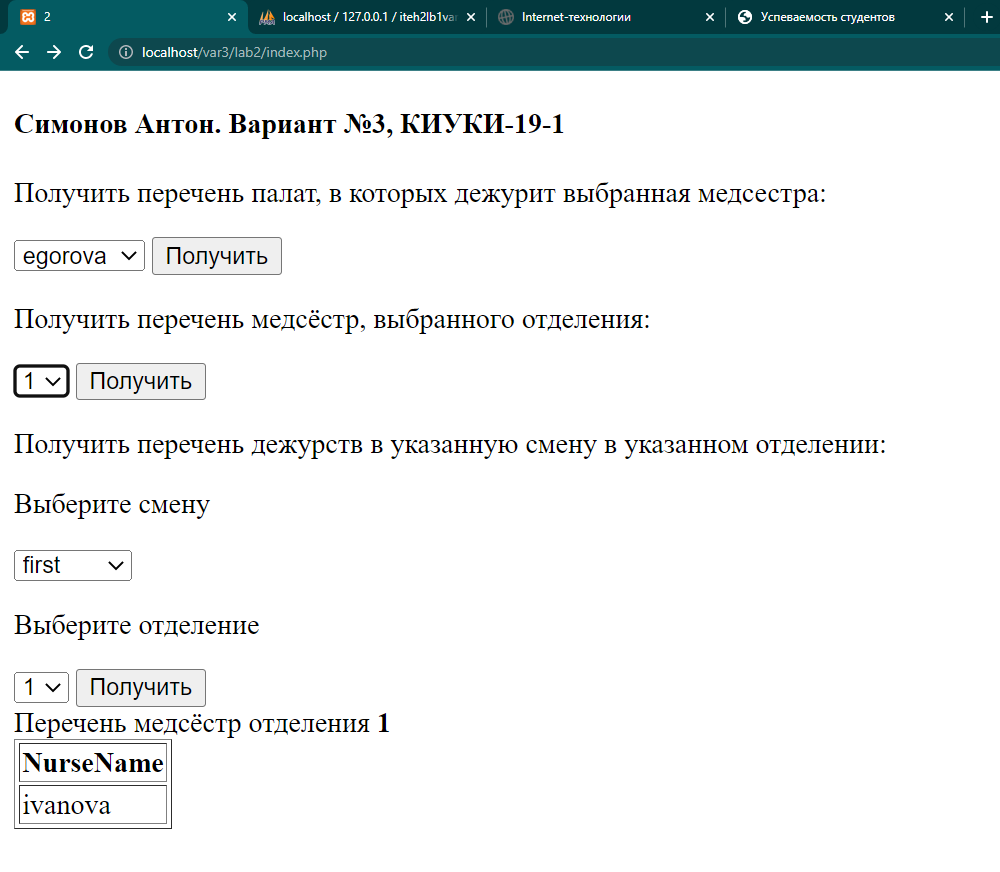 2
localhost / 127.0.0.1 / iteh2lb1var
Internet-технологии
Успеваемость студентов
localhost/var3/lab2/index.php
Симонов Антон. Вариант №3, КИУКИ-19-1
Получить перечень палат, в которых дежурит выбранная медсестра:
egorova Получить
Получить перечень медсёстр, выбранного отделения:
1 Получить
Получить перечень дежурств в указанную смену в указанном отделении:
Выберите смену
first
Выберите отделение
1 Получить
Перечень медсёстр отделения 1
NurseName
ivanova